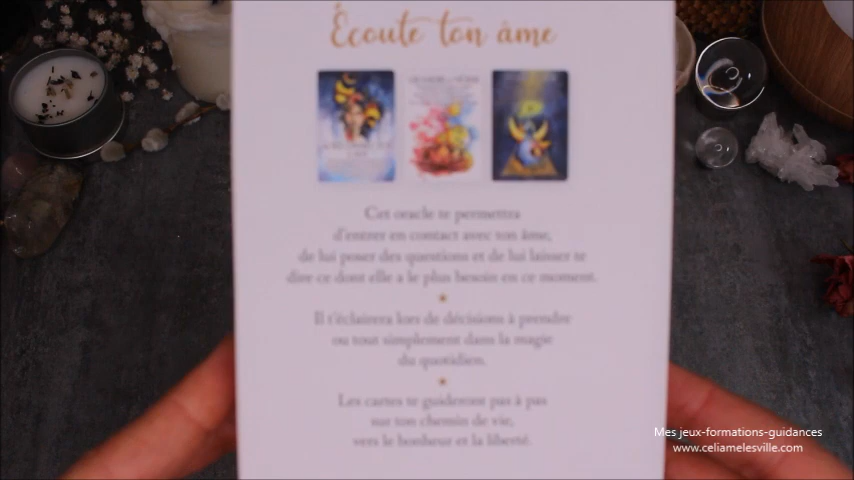 Écoute ton âme
Cet oracle te permettra
d'entrer en contact avec ton âme,
de lui poser des questions et de lui laisser te
dire ce dont elle a le plus besoin en ce moment.
Il t'éclairera lors de décisions à prendre
ou tout simplement dans la magie
du quotidien.
Les cartes te guideront pas à pas
sur ton chemin de vie,
vers le bonheur et la liberté.
Mes jeux-formations-guidances
www.celiamelesville.com